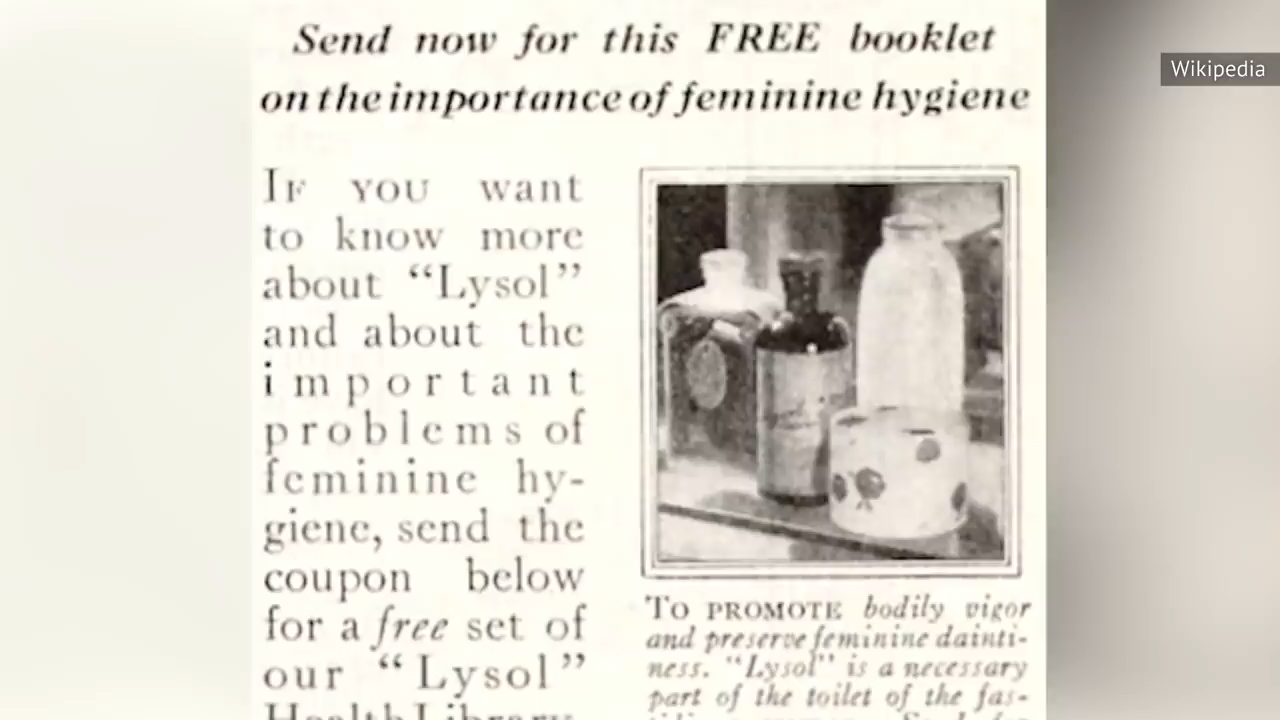 Send now for this FREE booklet
on the importance of feminine hygiene
Wikipedia
IF YOU want
to know more
about “Lysol”
and about the
important
problems of
feminine hy-
giene, send the
coupon below
for a free set of
our “Lysol”
Health Library.
TO PROMOTE bodily vigor
and preserve feminine dainti-
ness. “Lysol” is a necessary
part of the toilet of the fas-